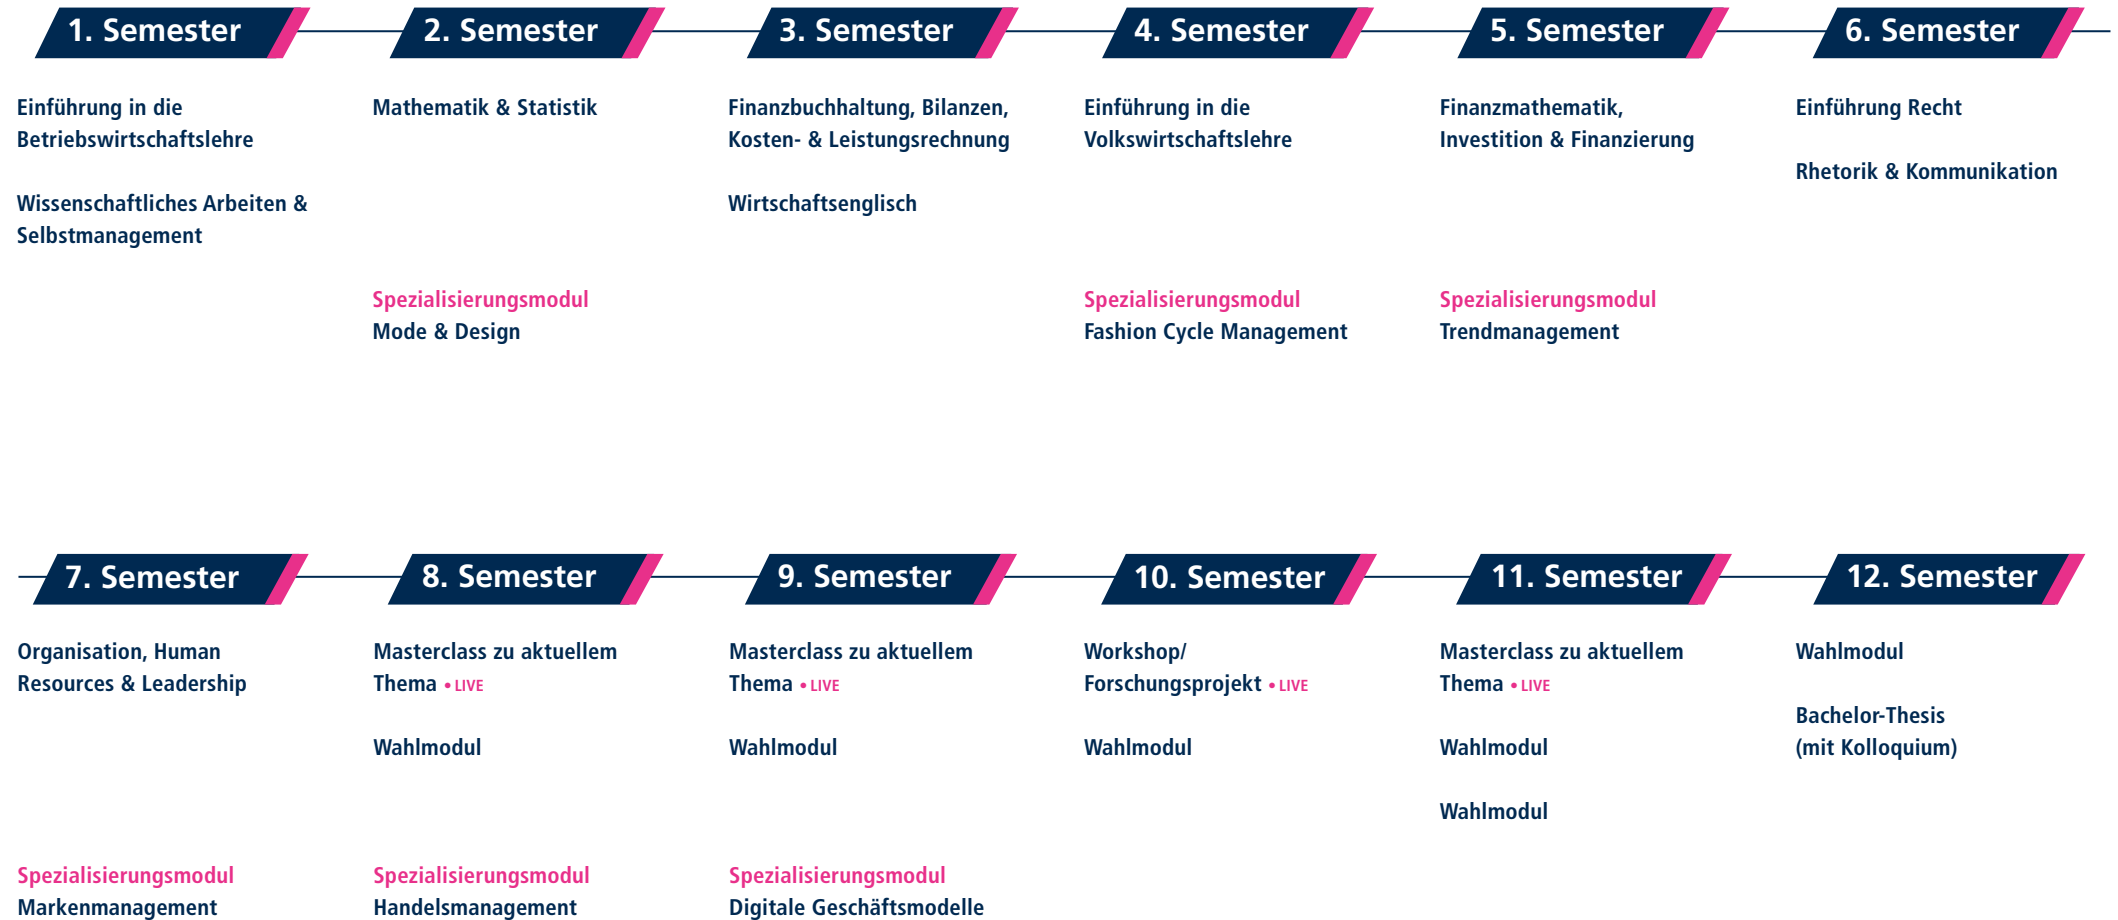 1. Semester
Einführung in die
Betriebswirtschaftslehre
Wissenschaftliches Arbeiten &
Selbstmanagement
2. Semester
Mathematik & Statistik
Spezialisierungsmodul
Mode & Design
3. Semester
Finanzbuchhaltung, Bilanzen,
Kosten- & Leistungsrechnung
Wirtschaftsenglisch
4. Semester
Einführung in die
Volkswirtschaftslehre
Spezialisierungsmodul
Fashion Cycle Management
5. Semester
Finanzmathematik,
Investition & Finanzierung
Spezialisierungsmodul
Trendmanagement
6. Semester
Einführung Recht
Rhetorik & Kommunikation
7. Semester
Organisation, Human
Resources & Leadership
Spezialisierungsmodul
Markenmanagement
8. Semester
Masterclass zu aktuellem
Thema • LIVE
Wahlmodul
Spezialisierungsmodul
Handelsmanagement
9. Semester
Masterclass zu aktuellem
Thema • LIVE
Wahlmodul
Spezialisierungsmodul
Digitale Geschäftsmodelle
10. Semester
Workshop/
Forschungsprojekt • LIVE
Wahlmodul
11. Semester
Masterclass zu aktuellem
Thema • LIVE
Wahlmodul
Wahlmodul
12. Semester
Wahlmodul
Bachelor-Thesis
(mit Kolloquium)